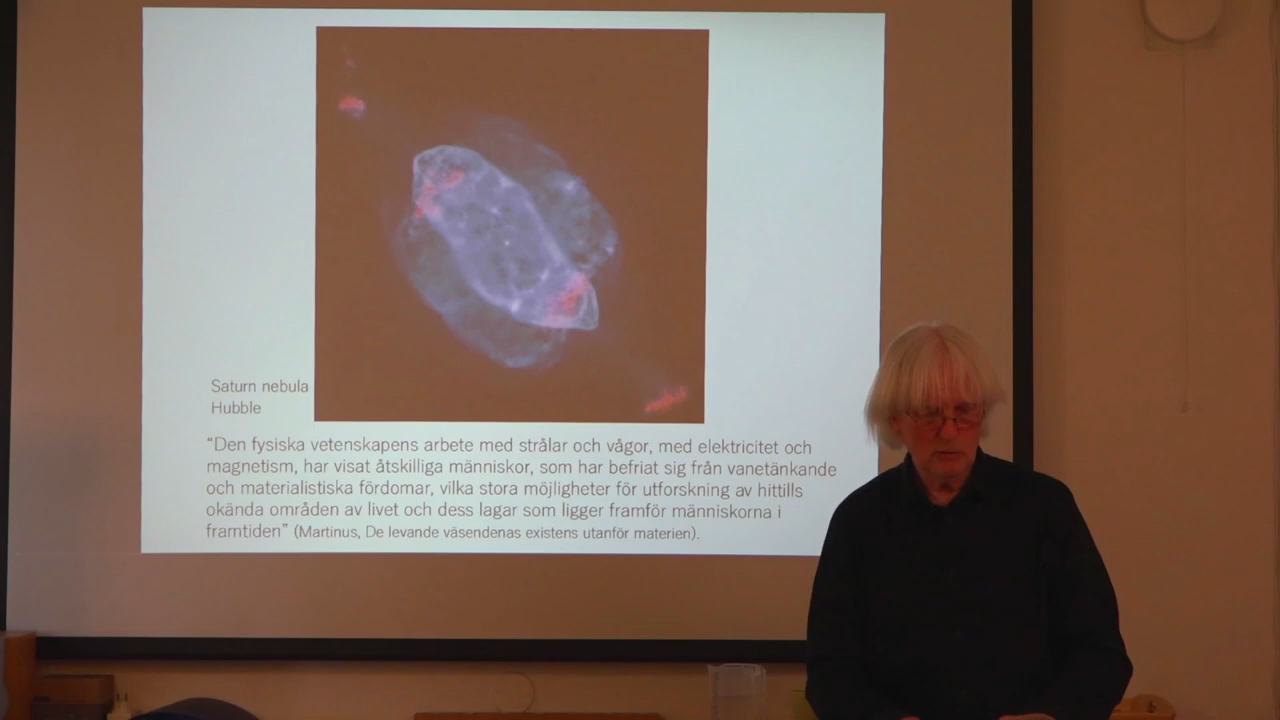 Saturn nebula
Hubble
“Den fysiska vetenskapens arbete med strålar och vågor, med elektricitet och
magnetism, har visat åtskilliga människor, som har befriat sig från vanetänkande
och materialistiska fördomar, vilka stora möjligheter för utforskning av hittills
okända områden av livet och dess lagar som ligger framför människorna i
framtiden” (Martinus, De levande väsendenas existens utanför materien).